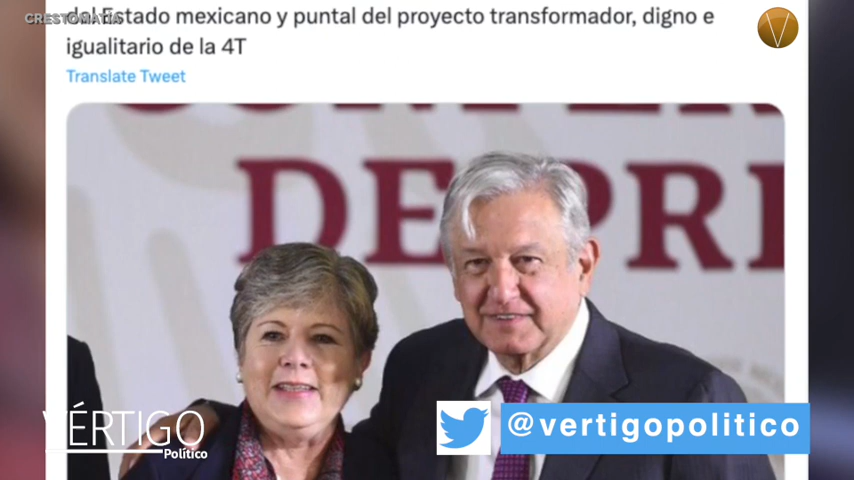 CRESTOMATÍA
del Estado mexicano y puntal del proyecto transformador, digno e
igualitario de la 4T
Translate Tweet
DE PRE
VÉRTIGO
Político
@vertigopolitico